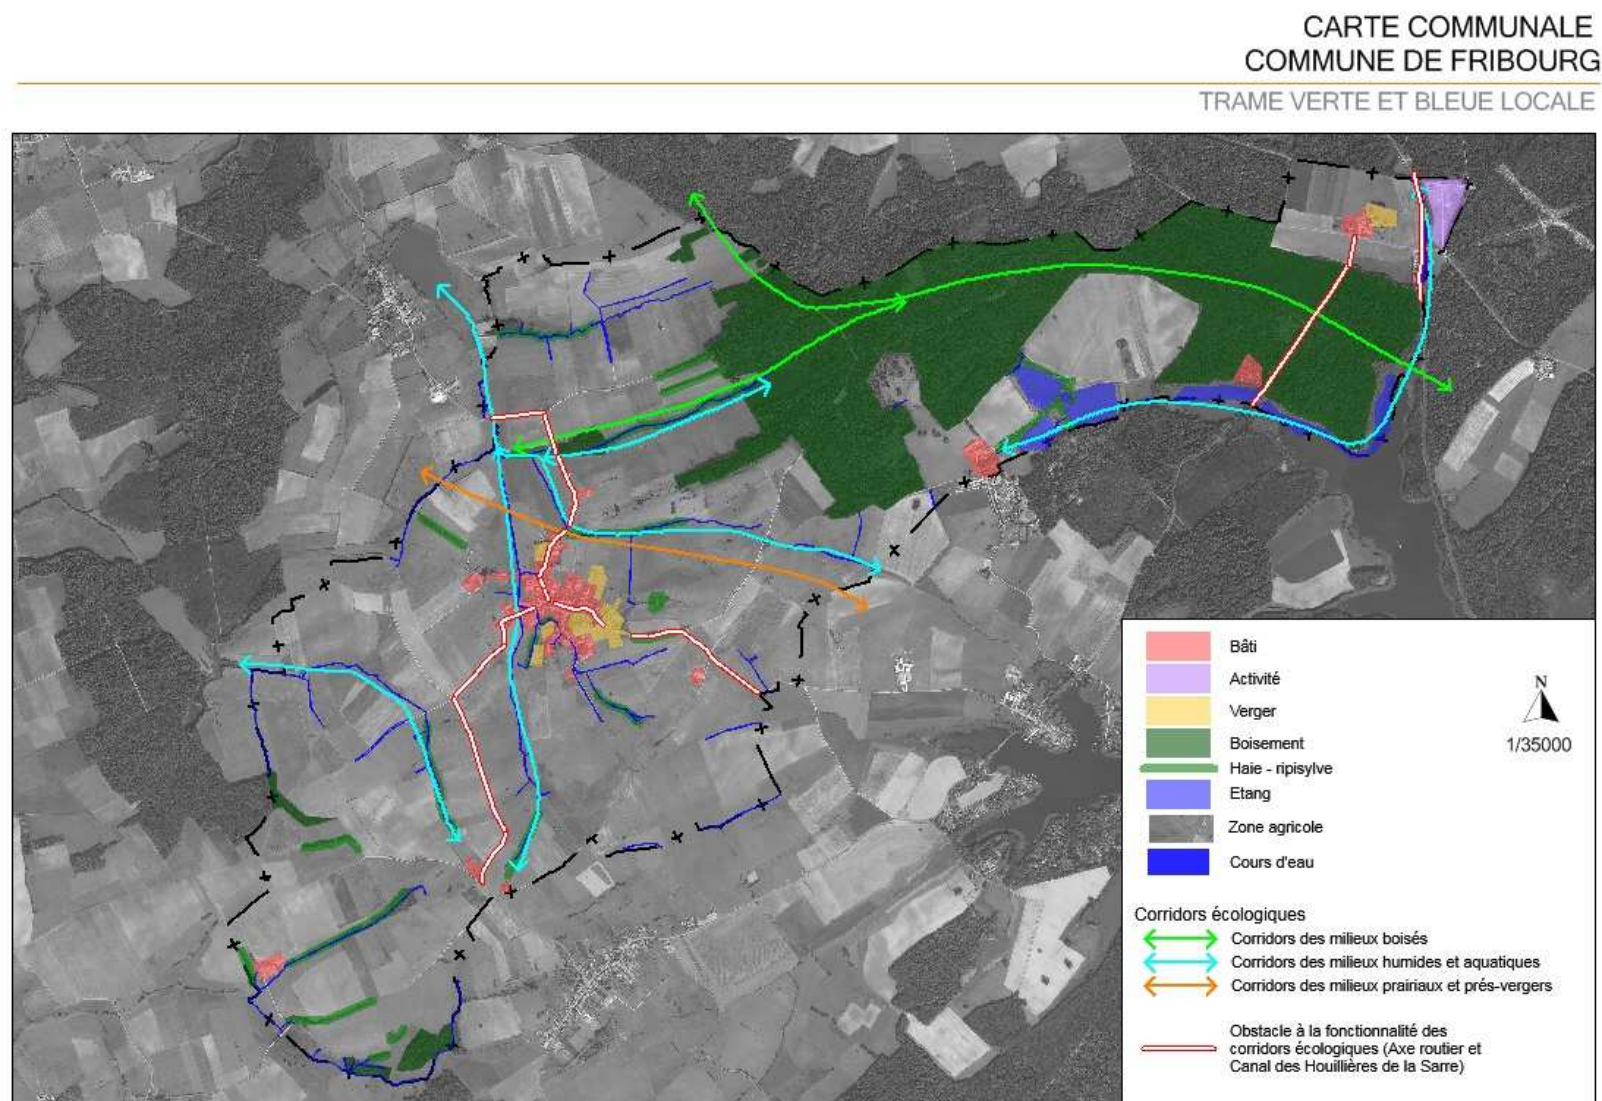 CARTE COMMUNALE
COMMUNE DE FRIBOURG
TRAME VERTE ET BLEUE LOCALE
Bâti
Activité
Verger
Boisement
Haie - ripisylve
Etang
Zone agricole
Cours d'eau
N
1/35000
Corridors écologiques
Corridors des milieux boisés
Corridors des milieux humides et aquatiques
Corridors des milieux prairiaux et prés-vergers
Obstacle à la fonctionnalité des
corridors écologiques (Axe routier et
Canal des Houillières de la Sarre)